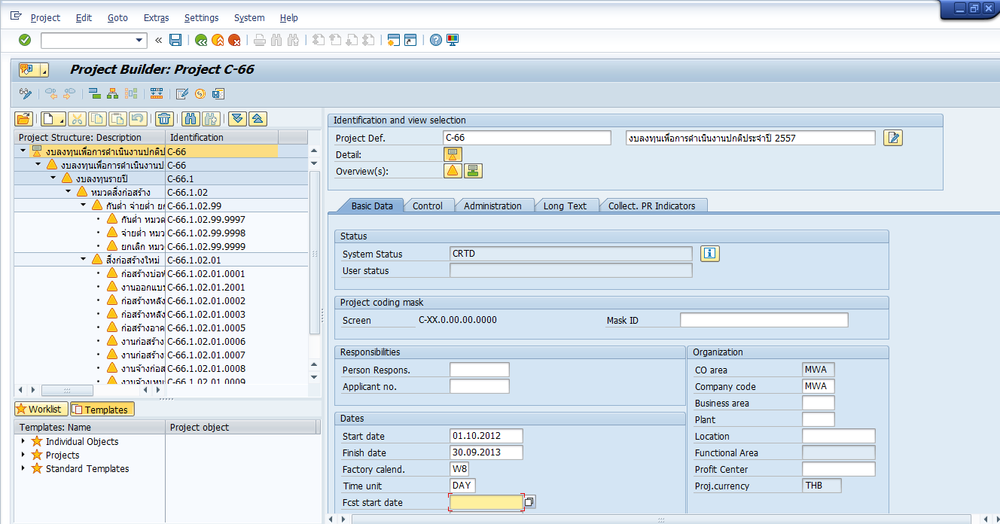 Project Edit Goto Extras Settings System Help
Project Builder: Project C-66
Project Structure: Description Identification
งบลงทุนเพื่อการดำเนินงานปกติป C-66
งบลงทุนเพื่อการดำเนินงานป C-66
งบลงทุนรายปี C-66.1
หมวดสิ่งก่อสร้าง C-66.1.02
กันต่ำ จ่ายต่ำ ยก C-66.1.02.99
กันต่ำ หมวด C-66.1.02.99.9997
จ่ายต่ำ หมว C-66.1.02.99.9998
ยกเลิก หมว C-66.1.02.99.9999
สิ่งก่อสร้างใหม่ C-66.1.02.01
ก่อสร้างบ่อพ C-66.1.02.01.0001
งานออกแบบ C-66.1.02.01.2001
ก่อสร้างหลัง C-66.1.02.01.0002
ก่อสร้างหลัง C-66.1.02.01.0003
ก่อสร้างอาค C-66.1.02.01.0005
งานก่อสร้าง C-66.1.02.01.0006
งานก่อสร้าง C-66.1.02.01.0007
งานจ้างก่อส C-66.1.02.01.0008
งานจ้างเหม C-66.1.02.01.0009
Worklist Templates
Templates: Name Project object
Individual Objects
Projects
Standard Templates
Identification and view selection
Project Def. C-66 งบลงทุนเพื่อการดำเนินงานปกติประจำปี 2557
Detail:
Overview(s):
Basic Data Control Administration Long Text Collect. PR Indicators
Status
System Status CRTD
User status
Project coding mask
Screen C-XX.0.00.00.0000 Mask ID
Responsibilities
Person Respons.
Applicant no.
Dates
Start date 01.10.2012
Finish date 30.09.2013
Factory calend. W8
Time unit DAY
Fcst start date
Organization
CO area MWA
Company code MWA
Business area
Plant
Location
Functional Area
Profit Center
Proj.currency THB